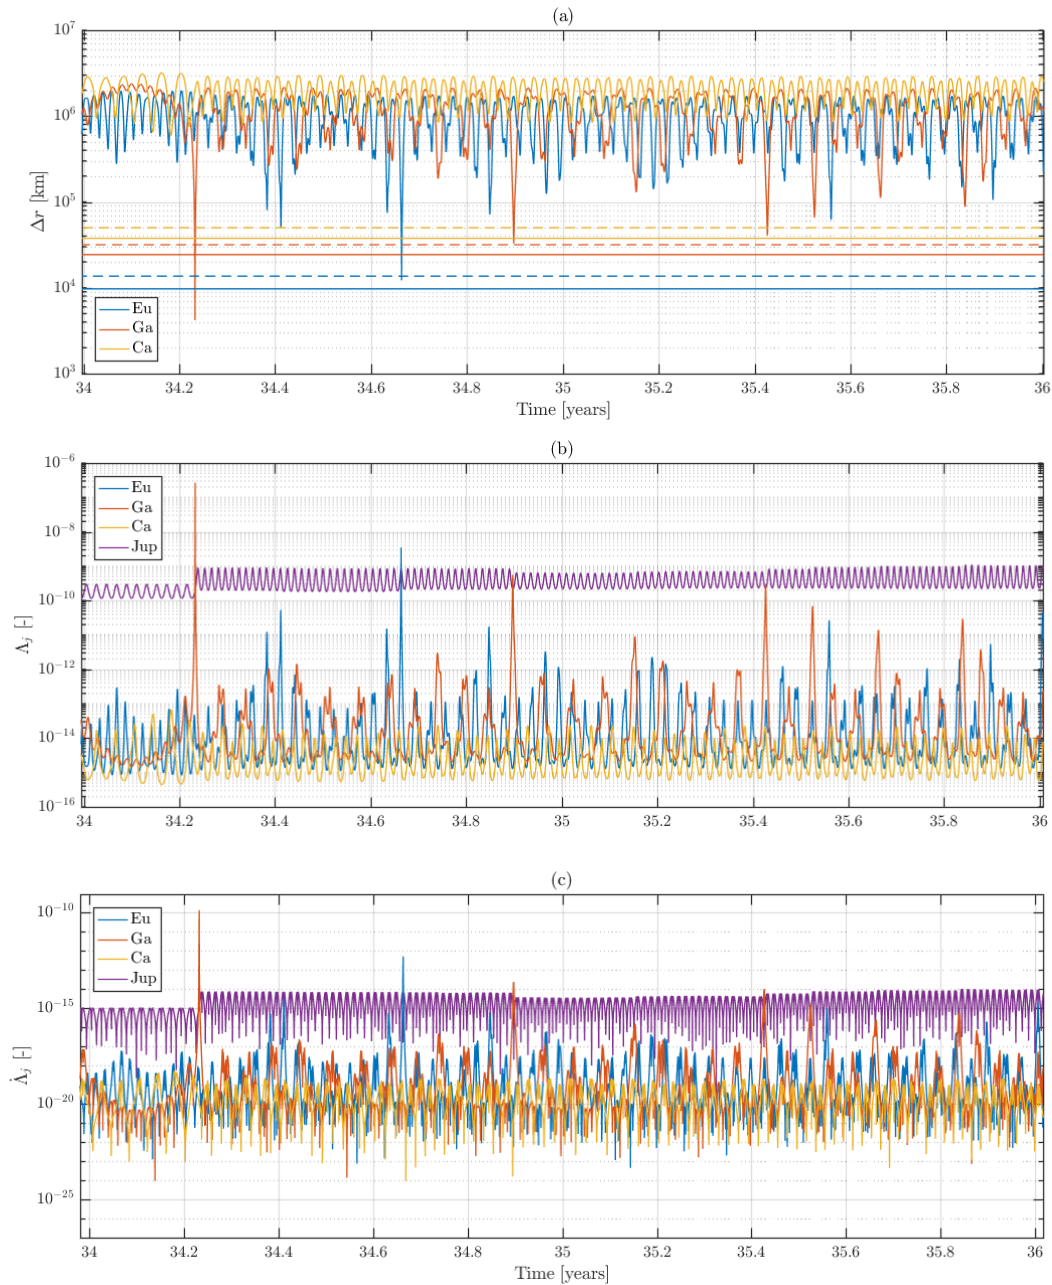 (a)
10^7
10^6
10^5
10^4
10^3
Δr [km]
Eu
Ga
Ca
34 34.2 34.4 34.6 34.8 35 35.2 35.4 35.6 35.8 36
Time [years]
(b)
10^-6
10^-8
10^-10
10^-12
10^-14
10^-16
Λ_j [-]
Eu
Ga
Ca
Jup
34 34.2 34.4 34.6 34.8 35 35.2 35.4 35.6 35.8 36
(c)
10^-10
10^-15
10^-20
10^-25
Λ̇_j [-]
Eu
Ga
Ca
Jup
34 34.2 34.4 34.6 34.8 35 35.2 35.4 35.6 35.8 36
Time [years]